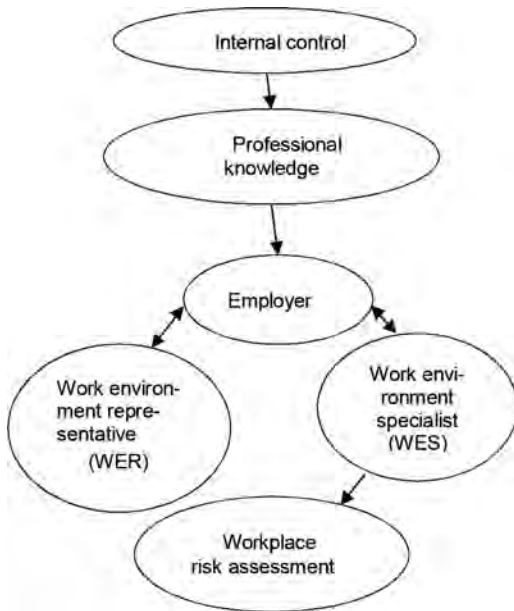 Internal control
Professional
knowledge
Employer
Work environ-
ment repre-
sentative
(WER)
Work envi-
ronment
specialist
(WES)
Workplace
risk assessment